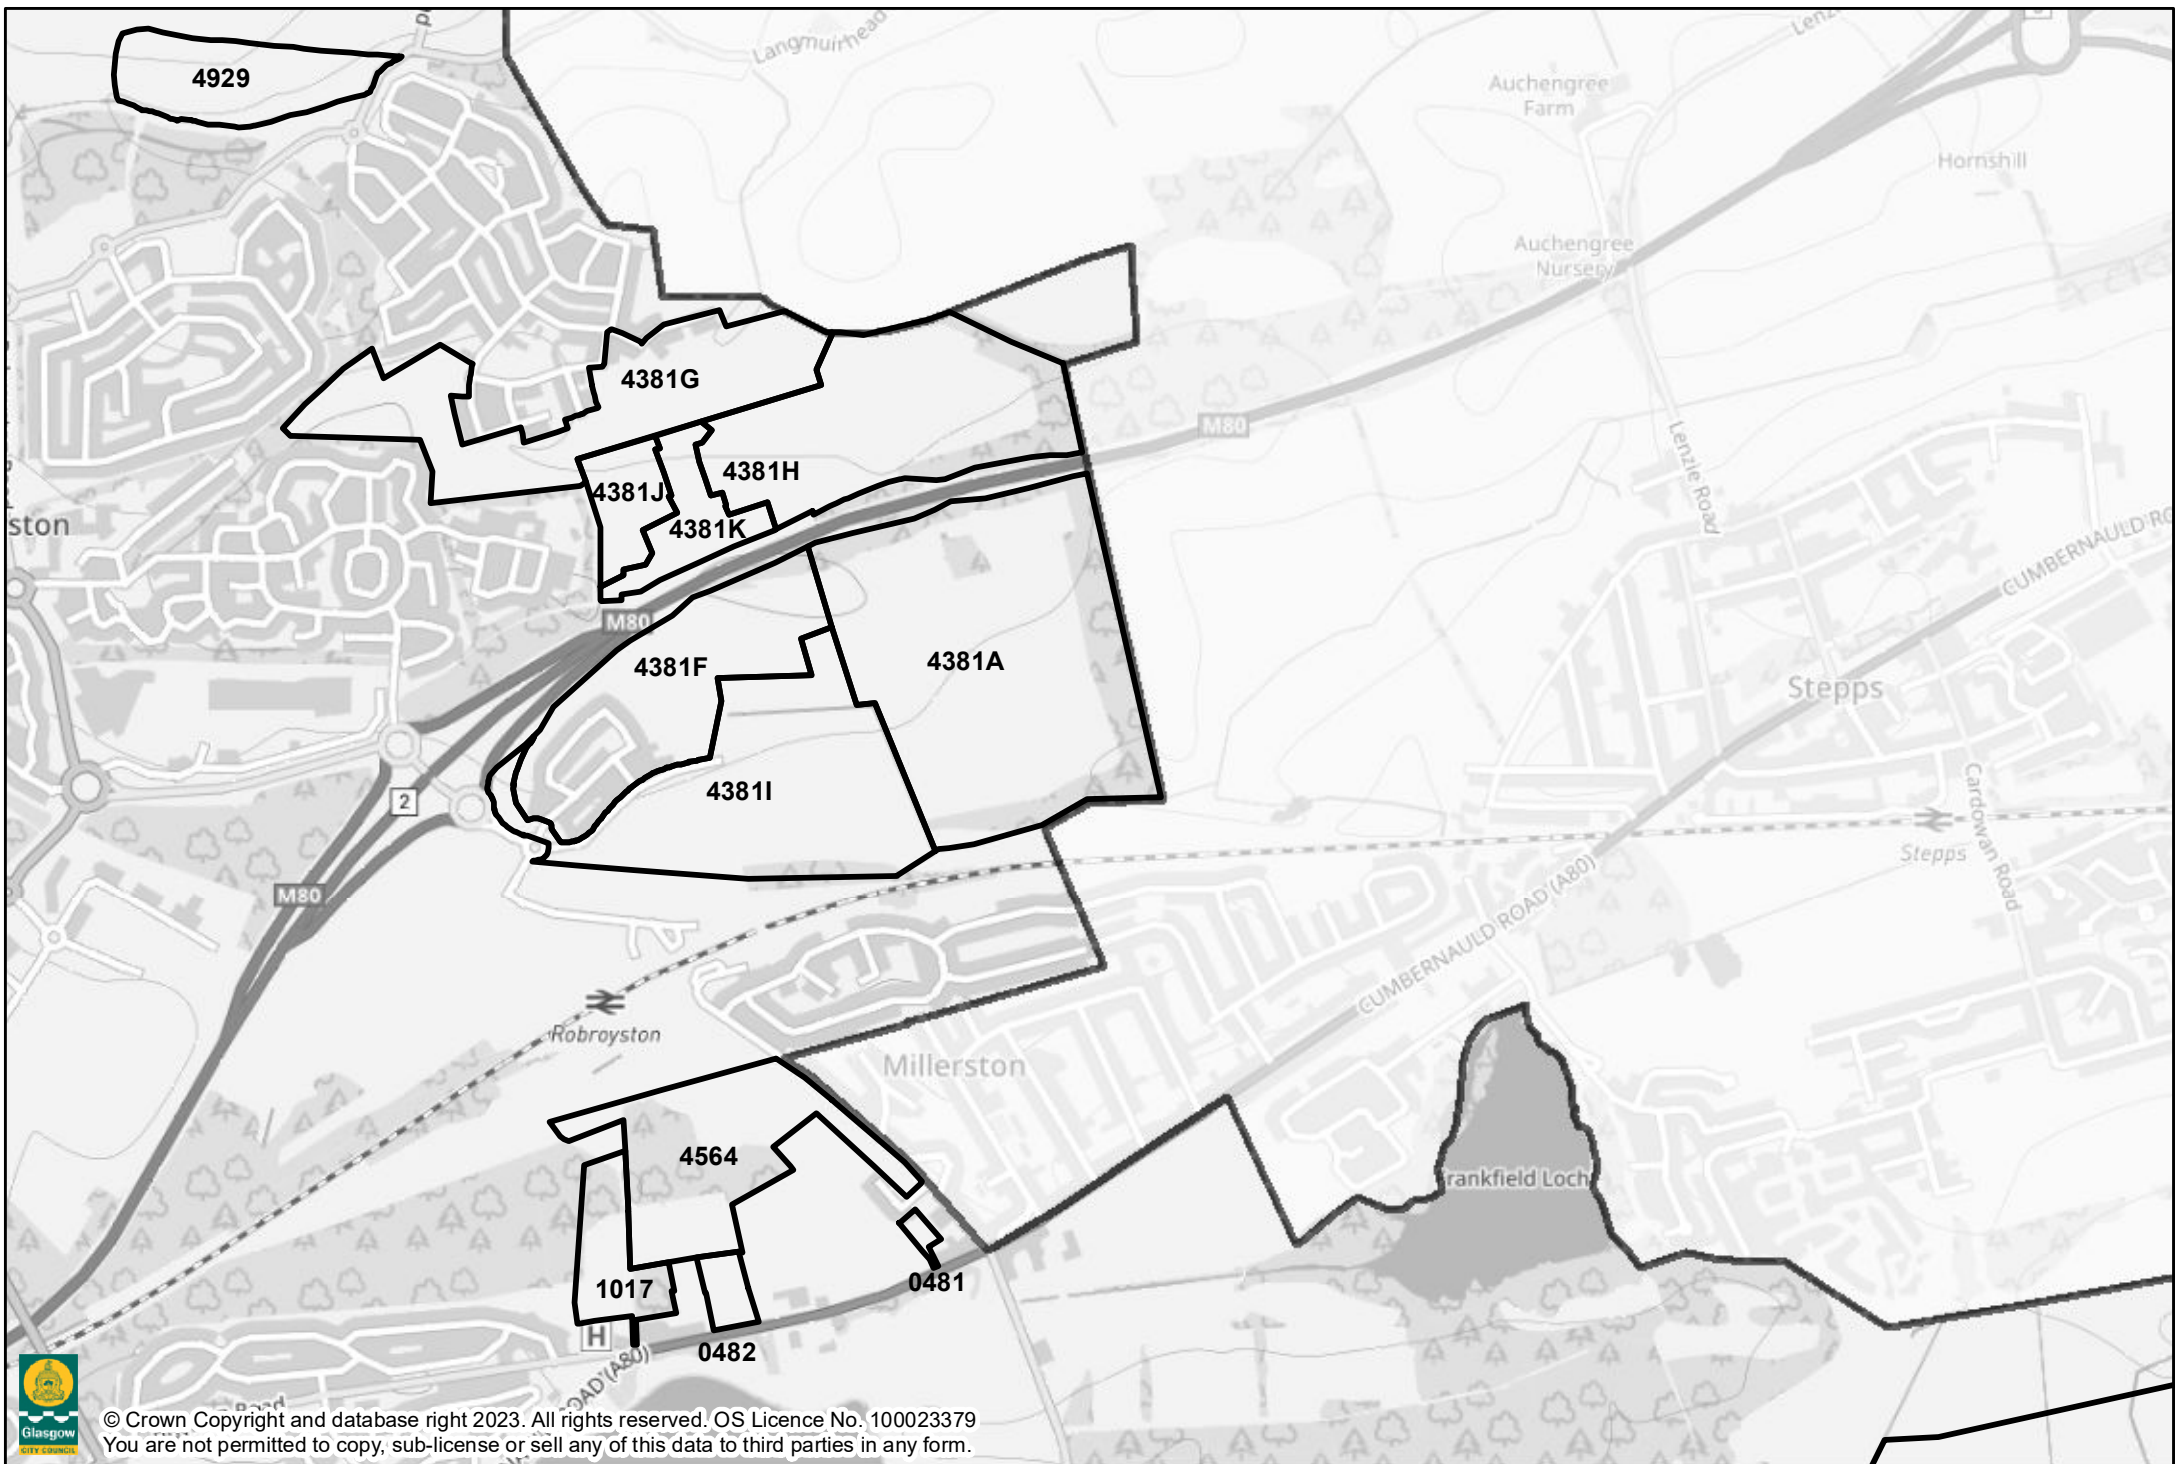 Langmuirhead
4929
Auchengree
Farm
Hornshill
Auchengree
Nursery
4381G
M80
Lenzie Road
4381H
4381J
4381K
ston
CUMBERNAULD RO
M80
4381F
4381A
Stepps
4381I
2
Cardowan Road
Stepps
M80
CUMBERNAULD ROAD (A80)
Robroyston
Millerston
4564
rankfield Loch
1017
0481
H
0482
OAD (A80)
Road
Glasgow
CITY COUNCIL
© Crown Copyright and database right 2023. All rights reserved. OS Licence No. 100023379
You are not permitted to copy, sub-license or sell any of this data to third parties in any form.